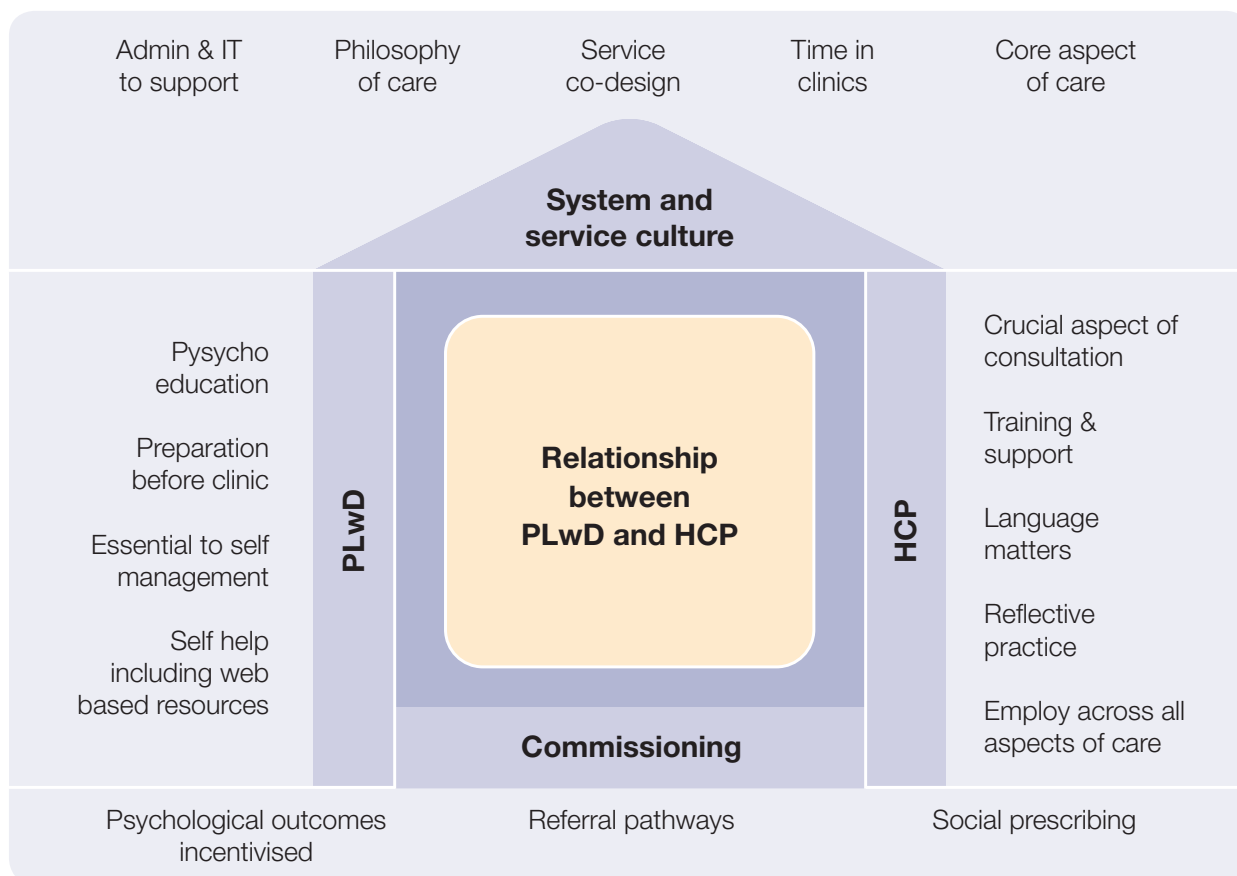 Admin & IT
to support
Philosophy
of care
Service
co-design
Time in
clinics
Core aspect
of care
System and
service culture
Pysycho
education
Preparation
before clinic
Essential to self
management
Self help
including web
based resources
PLwD
Relationship
between
PLwD and HCP
HCP
Crucial aspect of
consultation
Training &
support
Language
matters
Reflective
practice
Employ across all
aspects of care
Commissioning
Psychological outcomes
incentivised
Referral pathways
Social prescribing